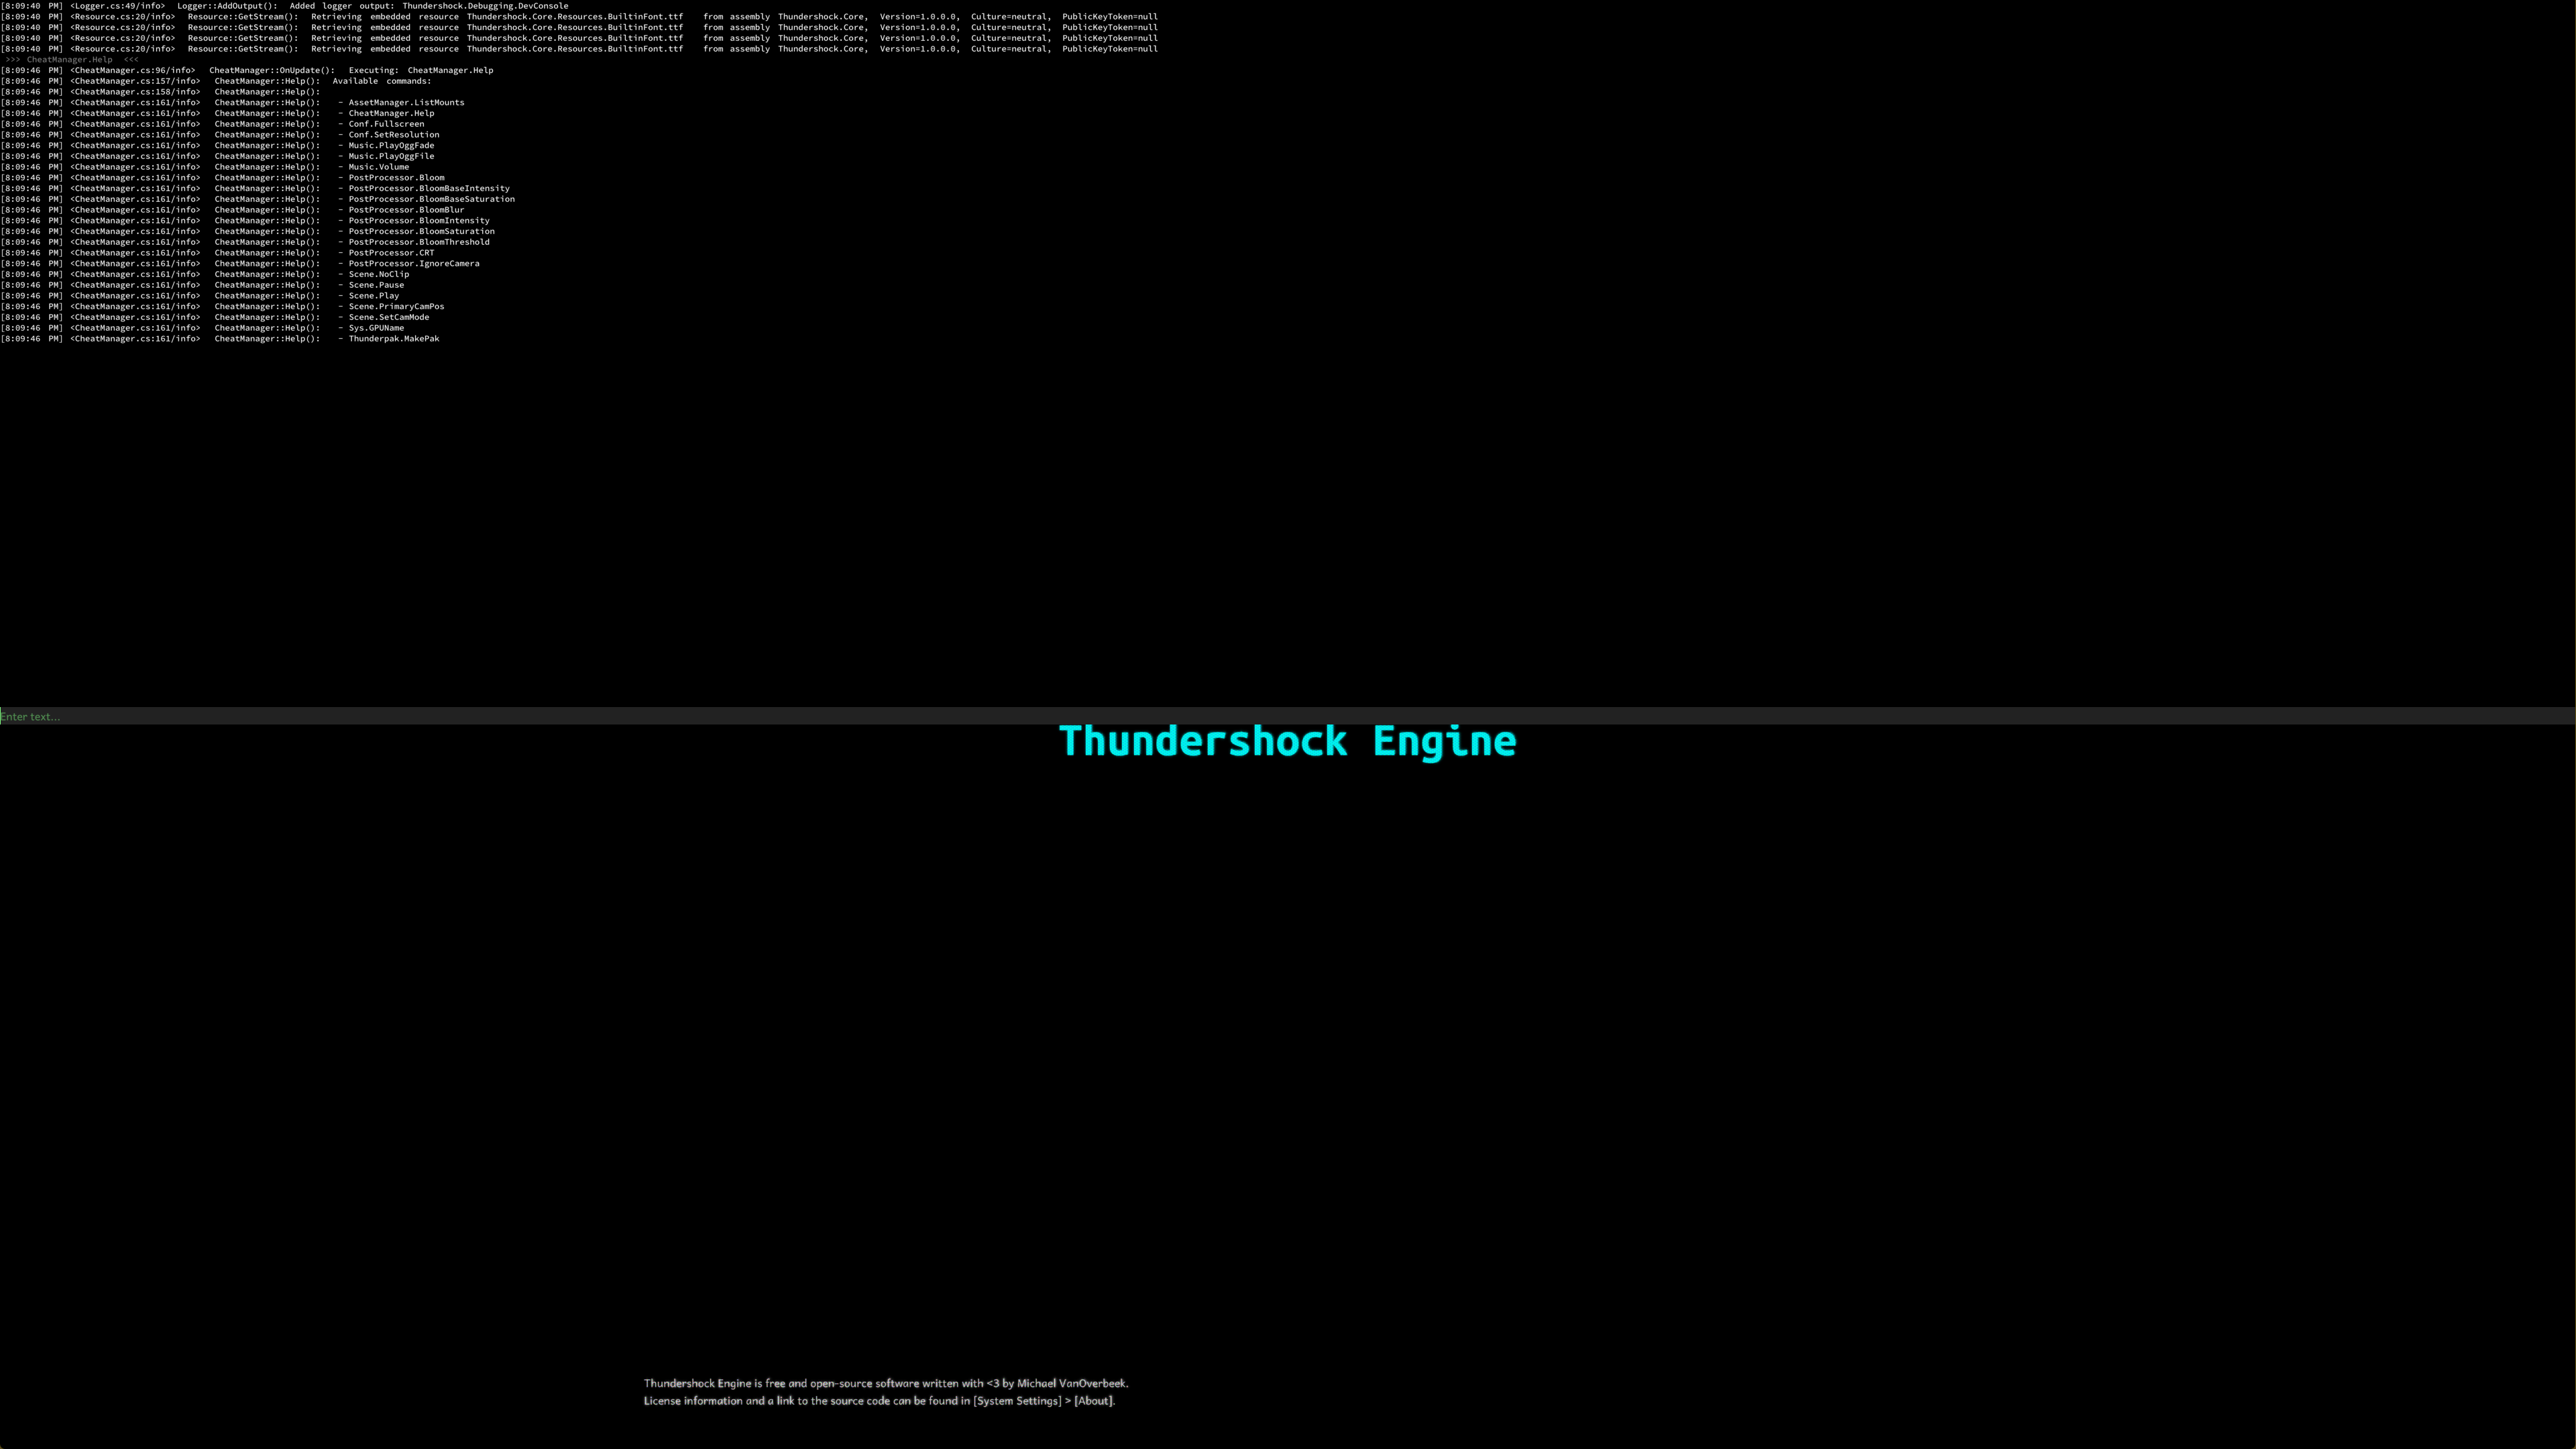 [8:09:40 PM] <Logger.cs:49/info> Logger::AddOutput(): Added logger output: Thundershock.Debugging.DevConsole
[8:09:40 PM] <Resource.cs:20/info> Resource::GetStream(): Retrieving embedded resource Thundershock.Core.Resources.BuiltinFont.ttf from assembly Thundershock.Core, Version=1.0.0.0, Culture=neutral, PublicKeyToken=null
[8:09:40 PM] <Resource.cs:20/info> Resource::GetStream(): Retrieving embedded resource Thundershock.Core.Resources.BuiltinFont.ttf from assembly Thundershock.Core, Version=1.0.0.0, Culture=neutral, PublicKeyToken=null
[8:09:40 PM] <Resource.cs:20/info> Resource::GetStream(): Retrieving embedded resource Thundershock.Core.Resources.BuiltinFont.ttf from assembly Thundershock.Core, Version=1.0.0.0, Culture=neutral, PublicKeyToken=null
[8:09:40 PM] <Resource.cs:20/info> Resource::GetStream(): Retrieving embedded resource Thundershock.Core.Resources.BuiltinFont.ttf from assembly Thundershock.Core, Version=1.0.0.0, Culture=neutral, PublicKeyToken=null
>>> CheatManager.Help <<<
[8:09:46 PM] <CheatManager.cs:96/info> CheatManager::OnUpdate(): Executing: CheatManager.Help
[8:09:46 PM] <CheatManager.cs:157/info> CheatManager::Help(): Available commands:
[8:09:46 PM] <CheatManager.cs:158/info> CheatManager::Help():
[8:09:46 PM] <CheatManager.cs:161/info> CheatManager::Help(): - AssetManager.ListMounts
[8:09:46 PM] <CheatManager.cs:161/info> CheatManager::Help(): - CheatManager.Help
[8:09:46 PM] <CheatManager.cs:161/info> CheatManager::Help(): - Conf.Fullscreen
[8:09:46 PM] <CheatManager.cs:161/info> CheatManager::Help(): - Conf.SetResolution
[8:09:46 PM] <CheatManager.cs:161/info> CheatManager::Help(): - Music.PlayOggFade
[8:09:46 PM] <CheatManager.cs:161/info> CheatManager::Help(): - Music.PlayOggFile
[8:09:46 PM] <CheatManager.cs:161/info> CheatManager::Help(): - Music.Volume
[8:09:46 PM] <CheatManager.cs:161/info> CheatManager::Help(): - PostProcessor.Bloom
[8:09:46 PM] <CheatManager.cs:161/info> CheatManager::Help(): - PostProcessor.BloomBaseIntensity
[8:09:46 PM] <CheatManager.cs:161/info> CheatManager::Help(): - PostProcessor.BloomBaseSaturation
[8:09:46 PM] <CheatManager.cs:161/info> CheatManager::Help(): - PostProcessor.BloomBlur
[8:09:46 PM] <CheatManager.cs:161/info> CheatManager::Help(): - PostProcessor.BloomIntensity
[8:09:46 PM] <CheatManager.cs:161/info> CheatManager::Help(): - PostProcessor.BloomSaturation
[8:09:46 PM] <CheatManager.cs:161/info> CheatManager::Help(): - PostProcessor.BloomThreshold
[8:09:46 PM] <CheatManager.cs:161/info> CheatManager::Help(): - PostProcessor.CRT
[8:09:46 PM] <CheatManager.cs:161/info> CheatManager::Help(): - PostProcessor.IgnoreCamera
[8:09:46 PM] <CheatManager.cs:161/info> CheatManager::Help(): - Scene.NoClip
[8:09:46 PM] <CheatManager.cs:161/info> CheatManager::Help(): - Scene.Pause
[8:09:46 PM] <CheatManager.cs:161/info> CheatManager::Help(): - Scene.Play
[8:09:46 PM] <CheatManager.cs:161/info> CheatManager::Help(): - Scene.PrimaryCamPos
[8:09:46 PM] <CheatManager.cs:161/info> CheatManager::Help(): - Scene.SetCamMode
[8:09:46 PM] <CheatManager.cs:161/info> CheatManager::Help(): - Sys.GPUName
[8:09:46 PM] <CheatManager.cs:161/info> CheatManager::Help(): - Thunderpak.MakePak
Enter text...
Thundershock Engine
Thundershock Engine is free and open-source software written with <3 by Michael VanOverbeek.
License information and a link to the source code can be found in [System Settings] > [About].